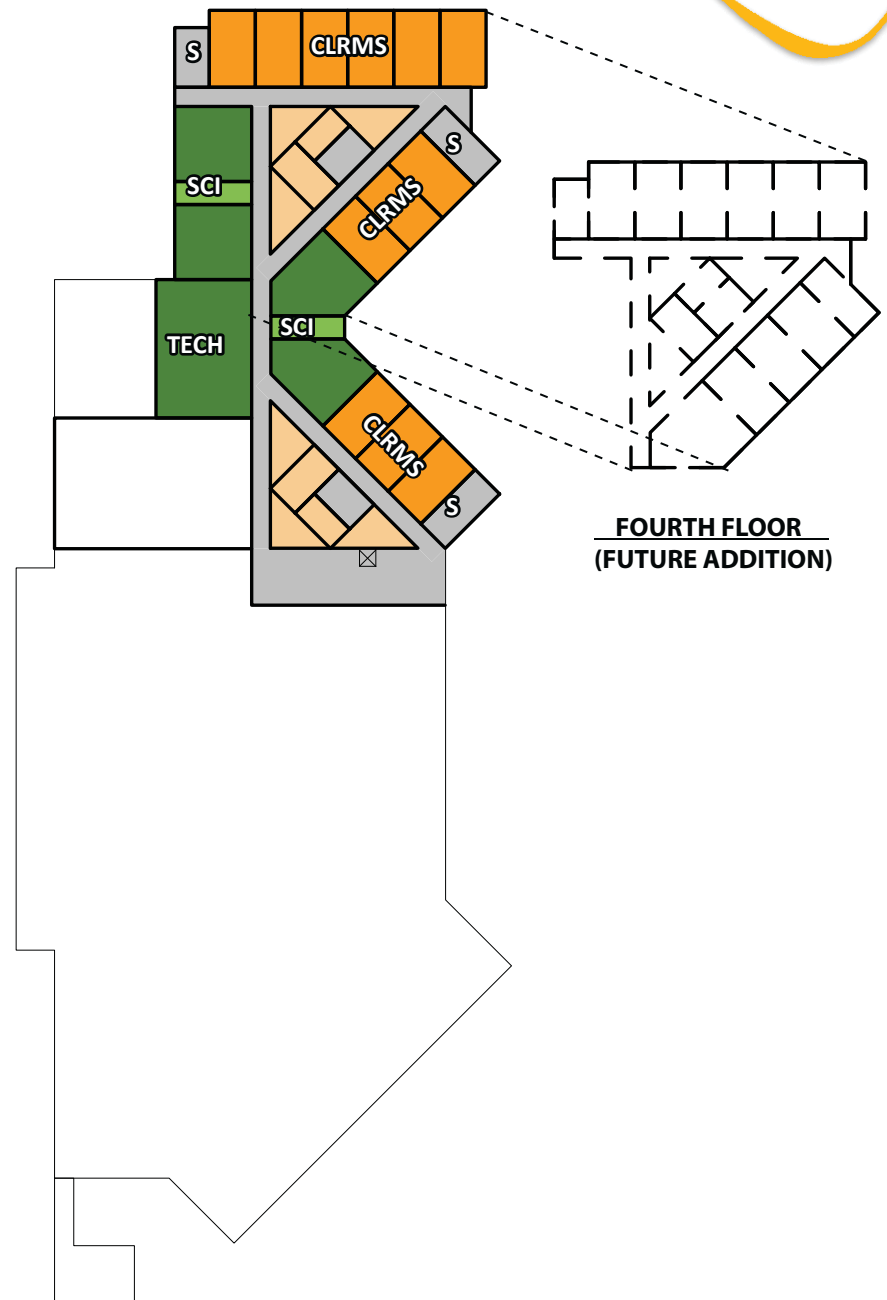 CLRMS
S
S
SCI
CLRMS
SCI
TECH
CLRMS
S
FOURTH FLOOR
(FUTURE ADDITION)